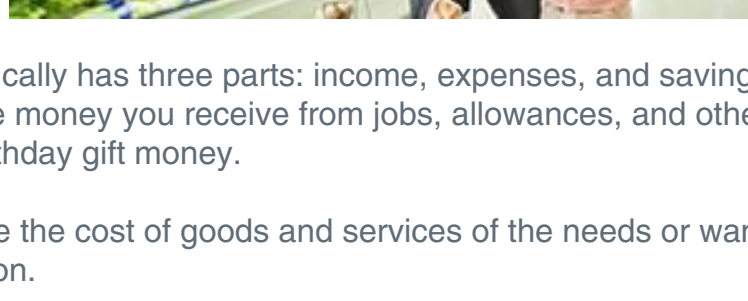 cally has three parts: income, expenses, and saving
e money you receive from jobs, allowances, and othe
thday gift money.
e the cost of goods and services of the needs or war
on.